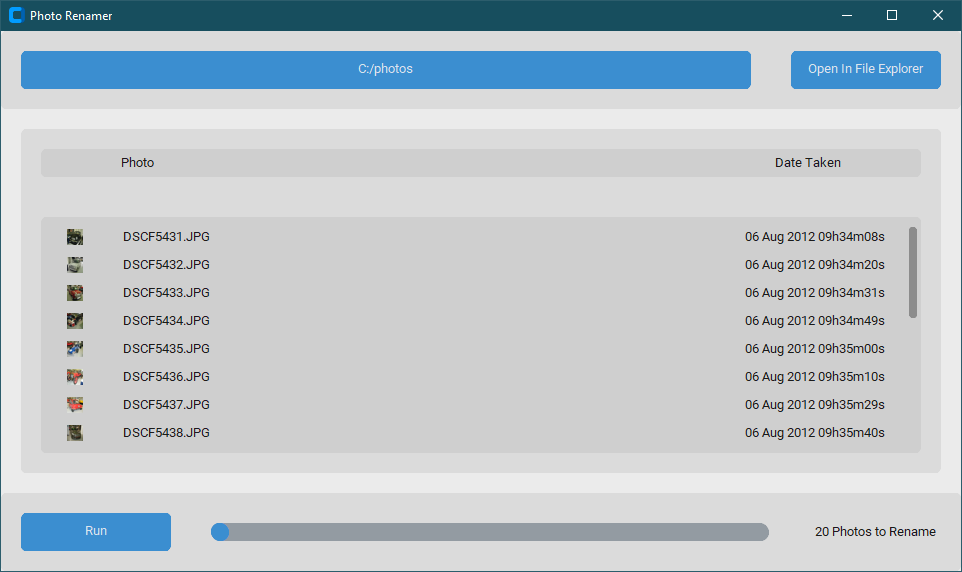 Photo Renamer
C:/photos
Open In File Explorer
Photo Date Taken
DSCF5431.JPG 06 Aug 2012 09h34m08s
DSCF5432.JPG 06 Aug 2012 09h34m20s
DSCF5433.JPG 06 Aug 2012 09h34m31s
DSCF5434.JPG 06 Aug 2012 09h34m49s
DSCF5435.JPG 06 Aug 2012 09h35m00s
DSCF5436.JPG 06 Aug 2012 09h35m10s
DSCF5437.JPG 06 Aug 2012 09h35m29s
DSCF5438.JPG 06 Aug 2012 09h35m40s
Run
20 Photos to Rename